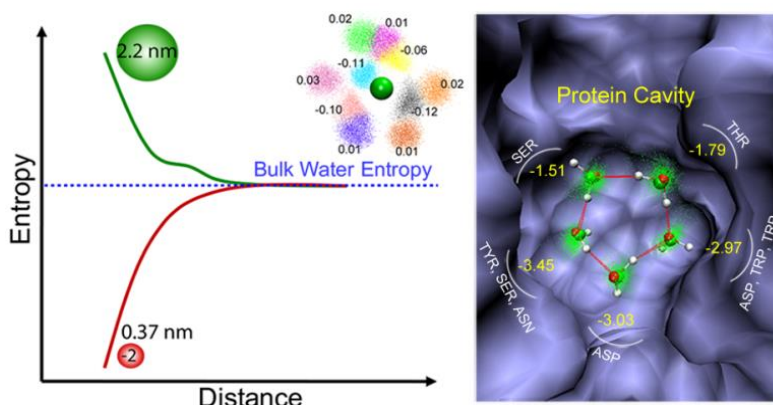 2.2 nm
0.02
0.01
-0.06
-0.11
0.03
0.02
-0.10
-0.12
0.01
0.01
Bulk Water Entropy
Entropy
0.37 nm
-2
Distance
Protein Cavity
SER
-1.51
THR
-1.79
TYR, SER, ASN
-3.45
-2.97
ASP, TRP, TRP
-3.03
ASP